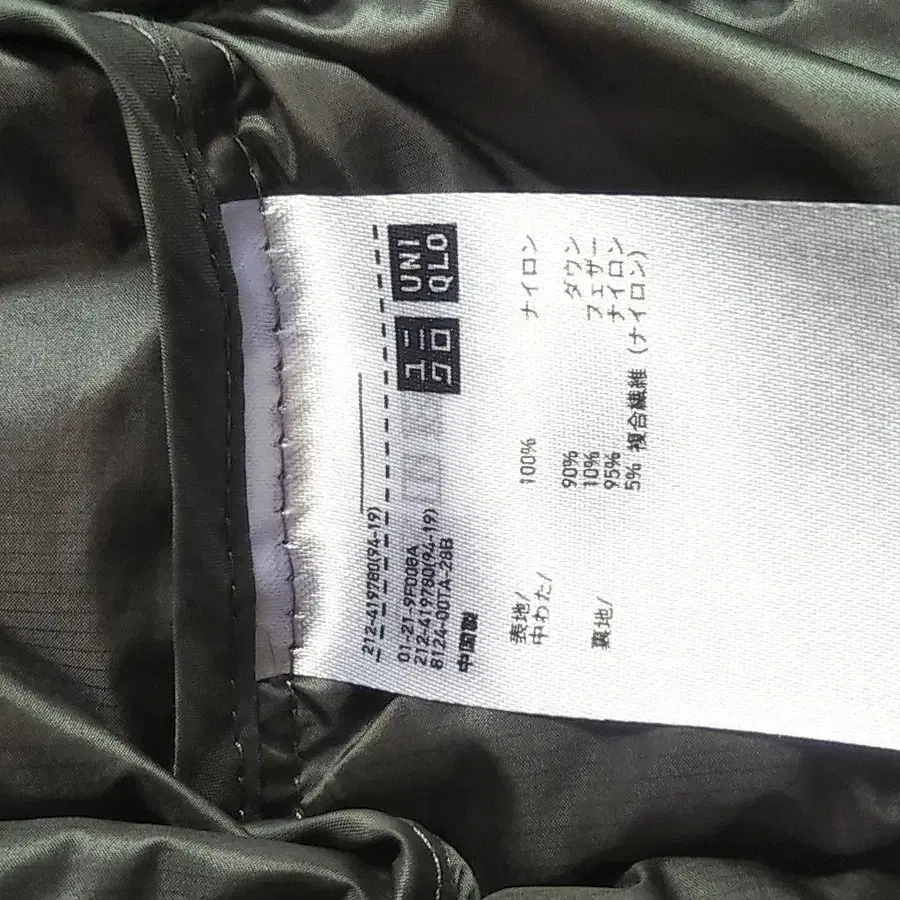 212-419780(94-19)
ユニ UNI
クロ QLO
01-21-9F008A
212-419780(94-19)
8124-00TA-28B
中国製
表地/ 100% ナイロン
中わた/ 90% ダウン
10% フェザー
裏地/ 95% ナイロン
5% 複合繊維 (ナイロン)